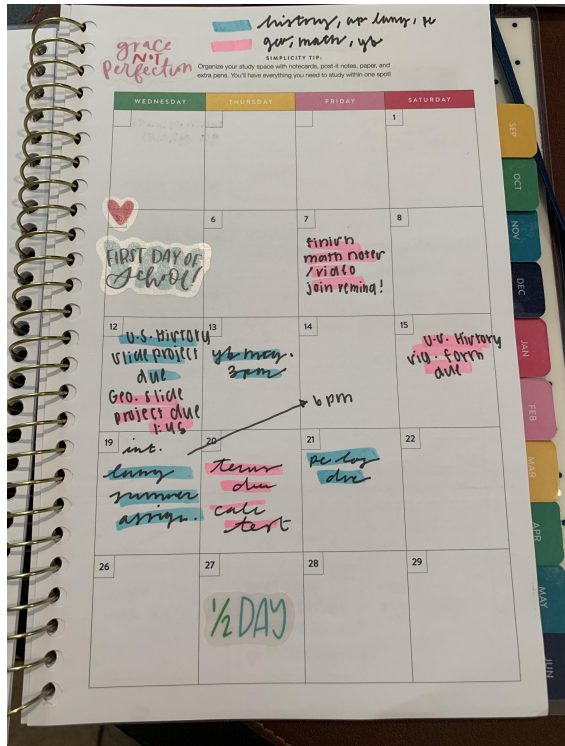 history, ap lang, pe
geo, math, yb
grace
NOT
Perfection
SIMPLICITY TIP:
Organize your study space with notecards, post-it notes, paper, and
extra pens. You'll have everything you need to study within one spot!
WEDNESDAY THURSDAY FRIDAY SATURDAY
1
6 7 8
FIRST DAY OF
School!
finish
math notes
/ video
join remind!
12 13 14 15
U.S. History
slide project
due
Geo. slide
project due
1:45
yb mag.
3pm
U.S. History
sig. form
due
6 pm
19 20 21 22
int.
lang
summer
assign.
terms
due
calc
test
pe log
due
26 27 28 29
1/2 DAY
SEP
OCT
NOV
DEC
JAN
FEB
MAR
APR
MAY
JUN